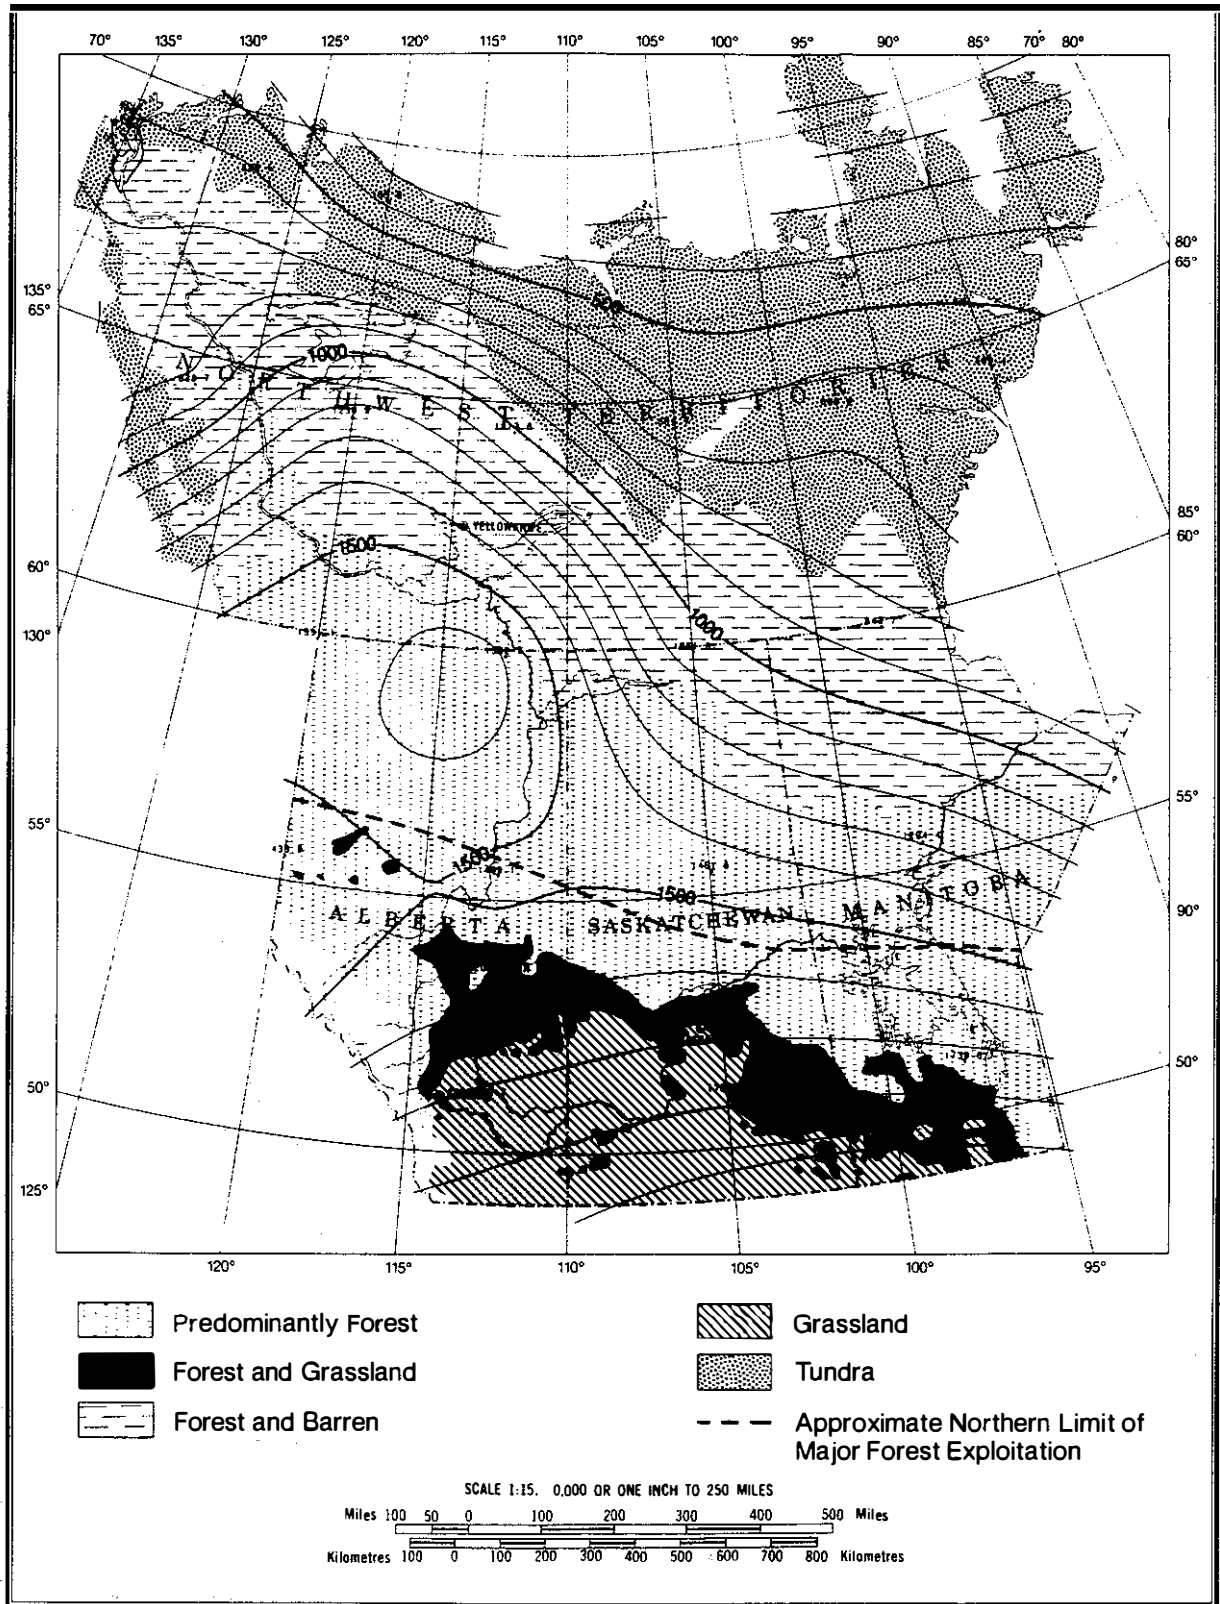 70° 135° 130° 125° 120° 115° 110° 105° 100° 95° 90° 85° 70° 80°
80°
65°
135°
65°
500
1000
NORTHWEST TERRITORIES
YELLOWKNIFE
1500
85°
60°
60°
130°
1000
55°
55°
1500
1500
ALBERTA SASKATCHEWAN MANITOBA
90°
50°
50°
125°
120° 115° 110° 105° 100° 95°
Predominantly Forest
Forest and Grassland
Forest and Barren
Grassland
Tundra
Approximate Northern Limit of
Major Forest Exploitation
SCALE 1:15. 0,000 OR ONE INCH TO 250 MILES
Miles 100 50 0 100 200 300 400 500 Miles
Kilometres 100 0 100 200 300 400 500 600 700 800 Kilometres